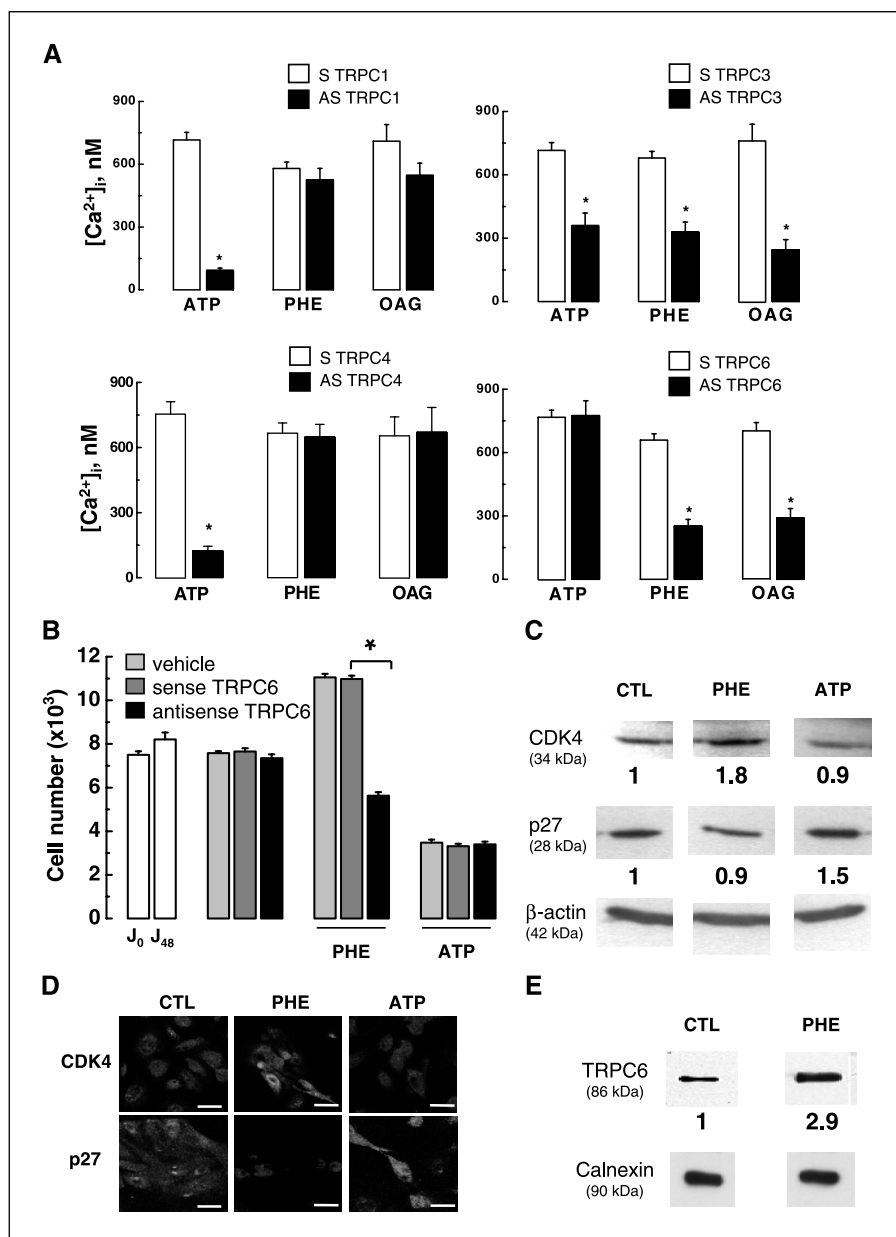 A
S TRPC1
AS TRPC1
[Ca²⁺]ᵢ, nM
900
600
300
0
*
ATP PHE OAG
S TRPC3
AS TRPC3
900
600
300
0
* * *
ATP PHE OAG
S TRPC4
AS TRPC4
[Ca²⁺]ᵢ, nM
900
600
300
0
*
ATP PHE OAG
S TRPC6
AS TRPC6
900
600
300
0
* *
ATP PHE OAG
B
Cell number (x10³)
12
10
8
6
4
2
0
vehicle
sense TRPC6
antisense TRPC6
*
J₀ J₄₈
PHE ATP
C
CTL PHE ATP
CDK4
(34 kDa)
1 1.8 0.9
p27
(28 kDa)
1 0.9 1.5
β-actin
(42 kDa)
D
CTL PHE ATP
CDK4
p27
E
CTL PHE
TRPC6
(86 kDa)
1 2.9
Calnexin
(90 kDa)